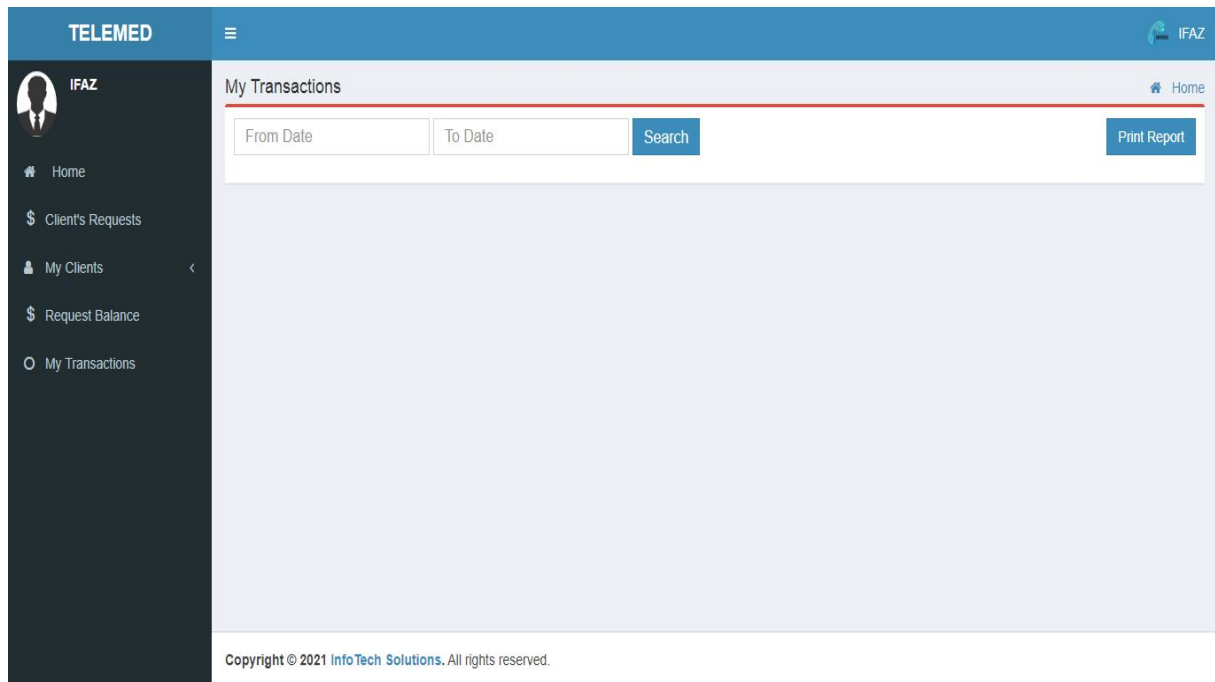 TELEMED
IFAZ
IFAZ
My Transactions
Home
From Date
To Date
Search
Print Report
Home
$ Client's Requests
My Clients
$ Request Balance
My Transactions
Copyright © 2021 InfoTech Solutions. All rights reserved.